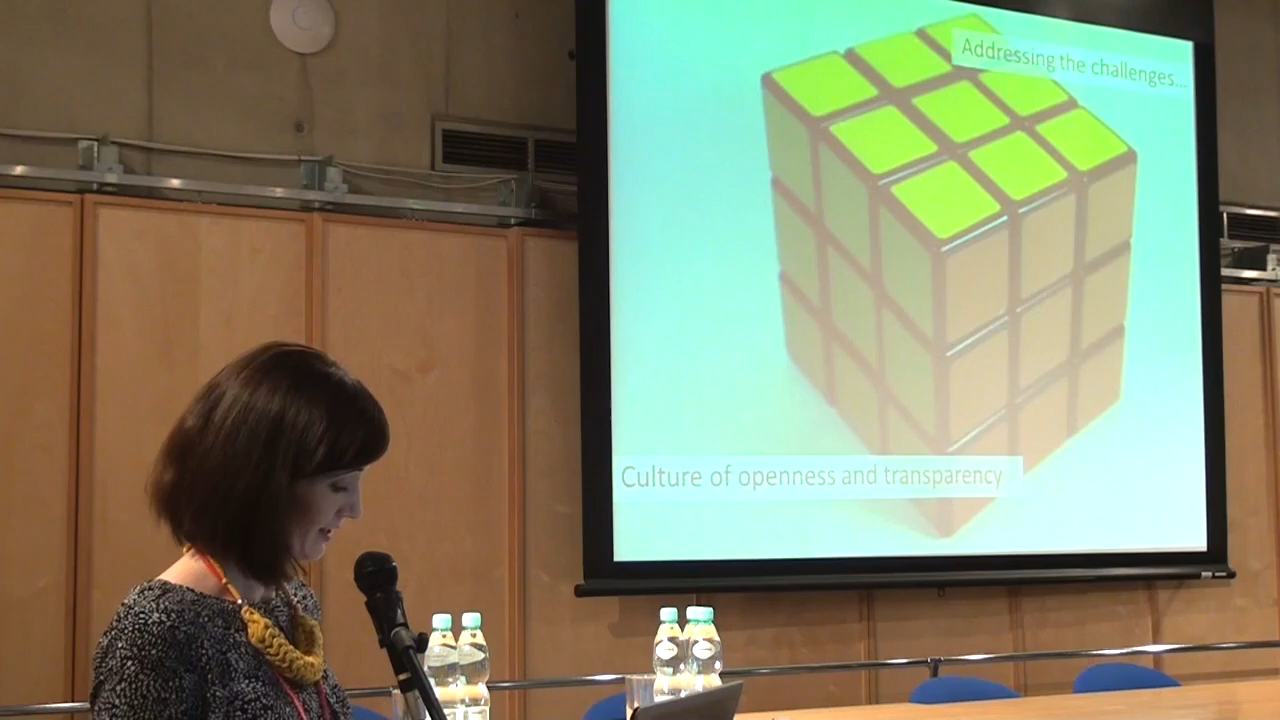 Addressing the challenges...
Culture of openness and transparency